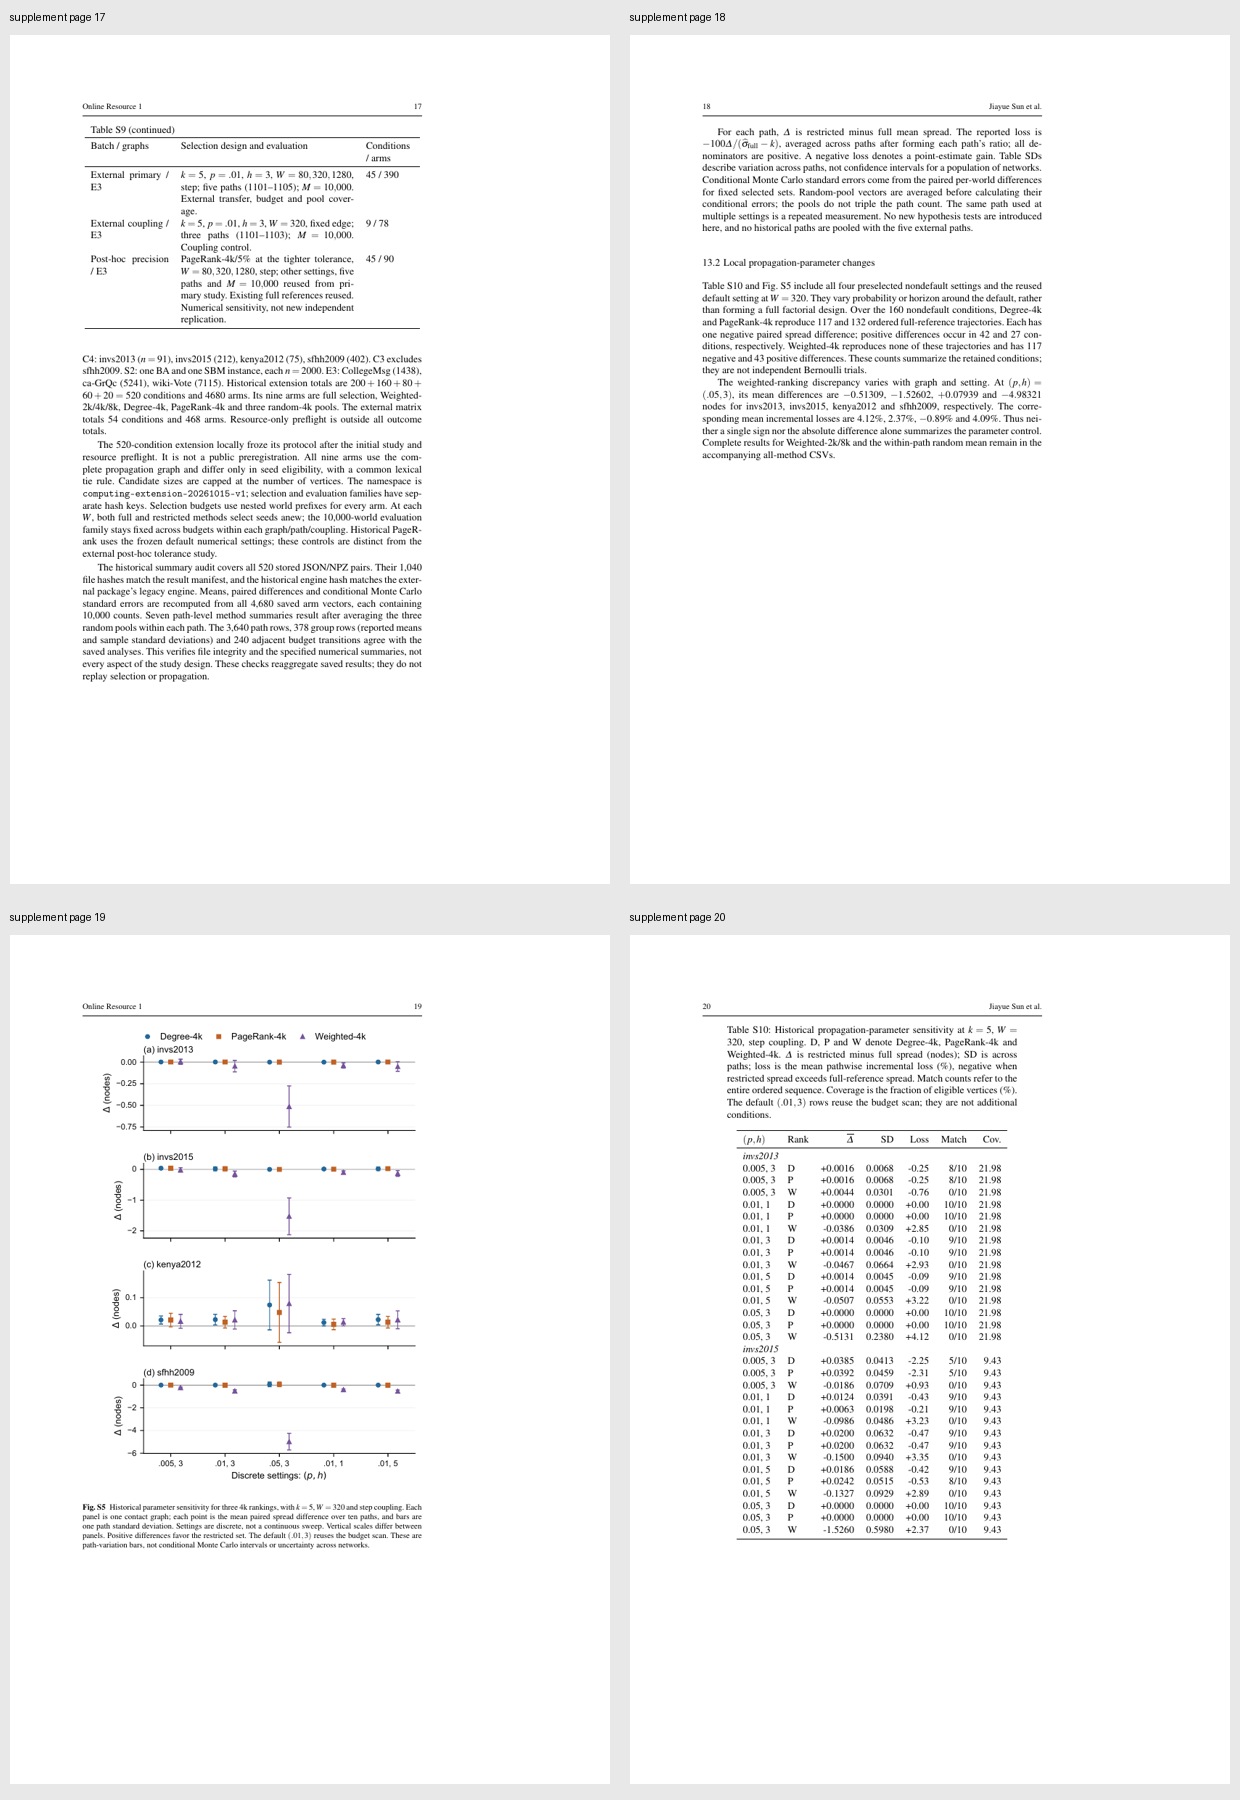 supplement page 17
Online Resource 1 17
Table S9 (continued)
Batch / graphs Selection design and evaluation Conditions
/ arms
External primary / k = 5, p = .01, h = 3, W = 80,320,1280, 45 / 390
E3 step; five paths (1101–1105); M = 10,000.
External transfer, budget and pool cover-
age.
External coupling / k = 5, p = .01, h = 3, W = 320, fixed edge; 9 / 78
E3 three paths (1101–1103); M = 10,000.
Coupling control.
Post-hoc precision PageRank-4k/5% at the tighter tolerance, 45 / 90
/ E3 W = 80,320,1280, step; other settings, five
paths and M = 10,000 reused from pri-
mary study. Existing full references reused.
Numerical sensitivity, not new independent
replication.
C4: invs2013 (n = 91), invs2015 (212), kenya2012 (75), sfhh2009 (402). C3 excludes
sfhh2009. S2: one BA and one SBM instance, each n = 2000. E3: CollegeMsg (1438),
ca-GrQc (5241), wiki-Vote (7115). Historical extension totals are 200 + 160 + 80 +
60 + 20 = 520 conditions and 4680 arms. Its nine arms are full selection, Weighted-
2k/4k/8k, Degree-4k, PageRank-4k and three random-4k pools. The external matrix
totals 54 conditions and 468 arms. Resource-only preflight is outside all outcome
totals.
The 520-condition extension locally froze its protocol after the initial study and
resource preflight. It is not a public preregistration. All nine arms use the com-
plete propagation graph and differ only in seed eligibility, with a common lexical
tie rule. Candidate sizes are capped at the number of vertices. The namespace is
computing-extension-20261015-v1; selection and evaluation families have sep-
arate hash keys. Selection budgets use nested world prefixes for every arm. At each
W, both full and restricted methods select seeds anew; the 10,000-world evaluation
family stays fixed across budgets within each graph/path/coupling. Historical PageR-
ank uses the frozen default numerical settings; these controls are distinct from the
external post-hoc tolerance study.
The historical summary audit covers all 520 stored JSON/NPZ pairs. Their 1,040
file hashes match the result manifest, and the historical engine hash matches the exter-
nal package's legacy engine. Means, paired differences and conditional Monte Carlo
standard errors are recomputed from all 4,680 saved arm vectors, each containing
10,000 counts. Seven path-level method summaries result after averaging the three
random pools within each path. The 3,640 path rows, 378 group rows (reported means
and sample standard deviations) and 240 adjacent budget transitions agree with the
saved analyses. This verifies file integrity and the specified numerical summaries, not
every aspect of the study design. These checks reaggregate saved results; they do not
replay selection or propagation.
supplement page 18
18 Jiayue Sun et al.
For each path, Δ is restricted minus full mean spread. The reported loss is
−100Δ/(σ̂full − k), averaged across paths after forming each path's ratio; all de-
nominators are positive. A negative loss denotes a point-estimate gain. Table SDs
describe variation across paths, not confidence intervals for a population of networks.
Conditional Monte Carlo standard errors come from the paired per-world differences
for fixed selected sets. Random-pool vectors are averaged before calculating their
conditional errors; the pools do not triple the path count. The same path used at
multiple settings is a repeated measurement. No new hypothesis tests are introduced
here, and no historical paths are pooled with the five external paths.
13.2 Local propagation-parameter changes
Table S10 and Fig. S5 include all four preselected nondefault settings and the reused
default setting at W = 320. They vary probability or horizon around the default, rather
than forming a full factorial design. Over the 160 nondefault conditions, Degree-4k
and PageRank-4k reproduce 117 and 132 ordered full-reference trajectories. Each has
one negative paired spread difference; positive differences occur in 42 and 27 con-
ditions, respectively. Weighted-4k reproduces none of these trajectories and has 117
negative and 43 positive differences. These counts summarize the retained conditions;
they are not independent Bernoulli trials.
The weighted-ranking discrepancy varies with graph and setting. At (p,h) =
(.05,3), its mean differences are −0.51309, −1.52602, +0.07939 and −4.98321
nodes for invs2013, invs2015, kenya2012 and sfhh2009, respectively. The corre-
sponding mean incremental losses are 4.12%, 2.37%, −0.89% and 4.09%. Thus nei-
ther a single sign nor the absolute difference alone summarizes the parameter control.
Complete results for Weighted-2k/8k and the within-path random mean remain in the
accompanying all-method CSVs.
supplement page 19
Online Resource 1 19
Degree-4k PageRank-4k Weighted-4k
(a) invs2013
0.00
−0.25
−0.50
−0.75
Δ (nodes)
(b) invs2015
0
−1
−2
Δ (nodes)
(c) kenya2012
0.1
0.0
Δ (nodes)
(d) sfhh2009
0
−2
−4
−6
Δ (nodes)
.005, 3 .01, 3 .05, 3 .01, 1 .01, 5
Discrete settings: (p, h)
Fig. S5 Historical parameter sensitivity for three 4k rankings, with k = 5, W = 320 and step coupling. Each
panel is one contact graph; each point is the mean paired spread difference over ten paths, and bars are
one path standard deviation. Settings are discrete, not a continuous sweep. Vertical scales differ between
panels. Positive differences favor the restricted set. The default (.01,3) reuses the budget scan. These are
path-variation bars, not conditional Monte Carlo intervals or uncertainty across networks.
supplement page 20
20 Jiayue Sun et al.
Table S10: Historical propagation-parameter sensitivity at k = 5, W =
320, step coupling. D, P and W denote Degree-4k, PageRank-4k and
Weighted-4k. Δ is restricted minus full spread (nodes); SD is across
paths; loss is the mean pathwise incremental loss (%), negative when
restricted spread exceeds full-reference spread. Match counts refer to the
entire ordered sequence. Coverage is the fraction of eligible vertices (%).
The default (.01,3) rows reuse the budget scan; they are not additional
conditions.
(p,h) Rank Δ̅ SD Loss Match Cov.
invs2013
0.005, 3 D +0.0016 0.0068 -0.25 8/10 21.98
0.005, 3 P +0.0016 0.0068 -0.25 8/10 21.98
0.005, 3 W +0.0044 0.0301 -0.76 0/10 21.98
0.01, 1 D +0.0000 0.0000 +0.00 10/10 21.98
0.01, 1 P +0.0000 0.0000 +0.00 10/10 21.98
0.01, 1 W -0.0386 0.0309 +2.85 0/10 21.98
0.01, 3 D +0.0014 0.0046 -0.10 9/10 21.98
0.01, 3 P +0.0014 0.0046 -0.10 9/10 21.98
0.01, 3 W -0.0467 0.0664 +2.93 0/10 21.98
0.01, 5 D +0.0014 0.0045 -0.09 9/10 21.98
0.01, 5 P +0.0014 0.0045 -0.09 9/10 21.98
0.01, 5 W -0.0507 0.0553 +3.22 0/10 21.98
0.05, 3 D +0.0000 0.0000 +0.00 10/10 21.98
0.05, 3 P +0.0000 0.0000 +0.00 10/10 21.98
0.05, 3 W -0.5131 0.2380 +4.12 0/10 21.98
invs2015
0.005, 3 D +0.0385 0.0413 -2.25 5/10 9.43
0.005, 3 P +0.0392 0.0459 -2.31 5/10 9.43
0.005, 3 W -0.0186 0.0709 +0.93 0/10 9.43
0.01, 1 D +0.0124 0.0391 -0.43 9/10 9.43
0.01, 1 P +0.0063 0.0198 -0.21 9/10 9.43
0.01, 1 W -0.0986 0.0486 +3.23 0/10 9.43
0.01, 3 D +0.0200 0.0632 -0.47 9/10 9.43
0.01, 3 P +0.0200 0.0632 -0.47 9/10 9.43
0.01, 3 W -0.1500 0.0940 +3.35 0/10 9.43
0.01, 5 D +0.0186 0.0588 -0.42 9/10 9.43
0.01, 5 P +0.0242 0.0515 -0.53 8/10 9.43
0.01, 5 W -0.1327 0.0929 +2.89 0/10 9.43
0.05, 3 D +0.0000 0.0000 +0.00 10/10 9.43
0.05, 3 P +0.0000 0.0000 +0.00 10/10 9.43
0.05, 3 W -1.5260 0.5980 +2.37 0/10 9.43